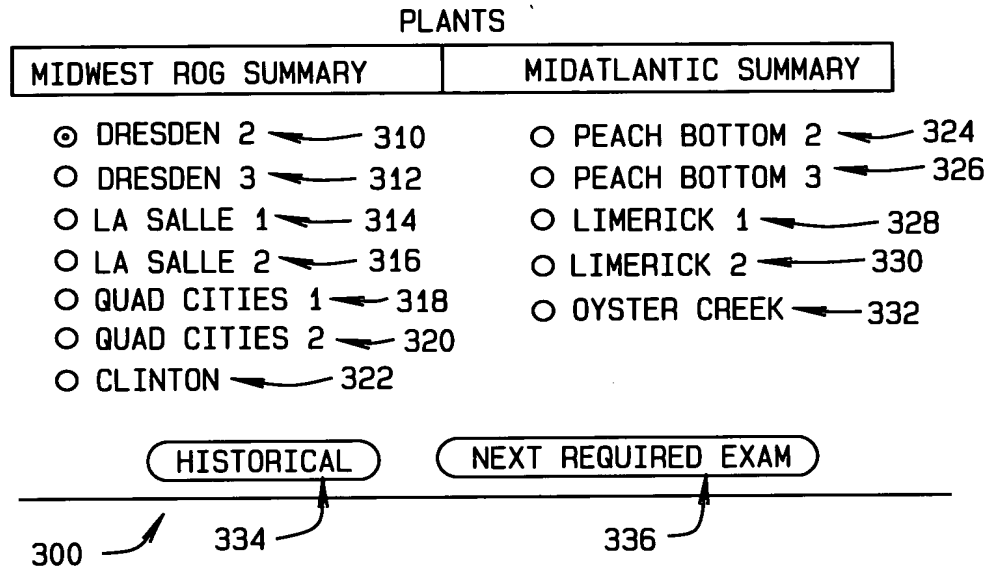 PLANTS
MIDWEST ROG SUMMARY MIDATLANTIC SUMMARY
DRESDEN 2 310 PEACH BOTTOM 2 324
DRESDEN 3 312 PEACH BOTTOM 3 326
LA SALLE 1 314 LIMERICK 1 328
LA SALLE 2 316 LIMERICK 2 330
QUAD CITIES 1 318 OYSTER CREEK 332
QUAD CITIES 2 320
CLINTON 322
HISTORICAL NEXT REQUIRED EXAM
300 334 336